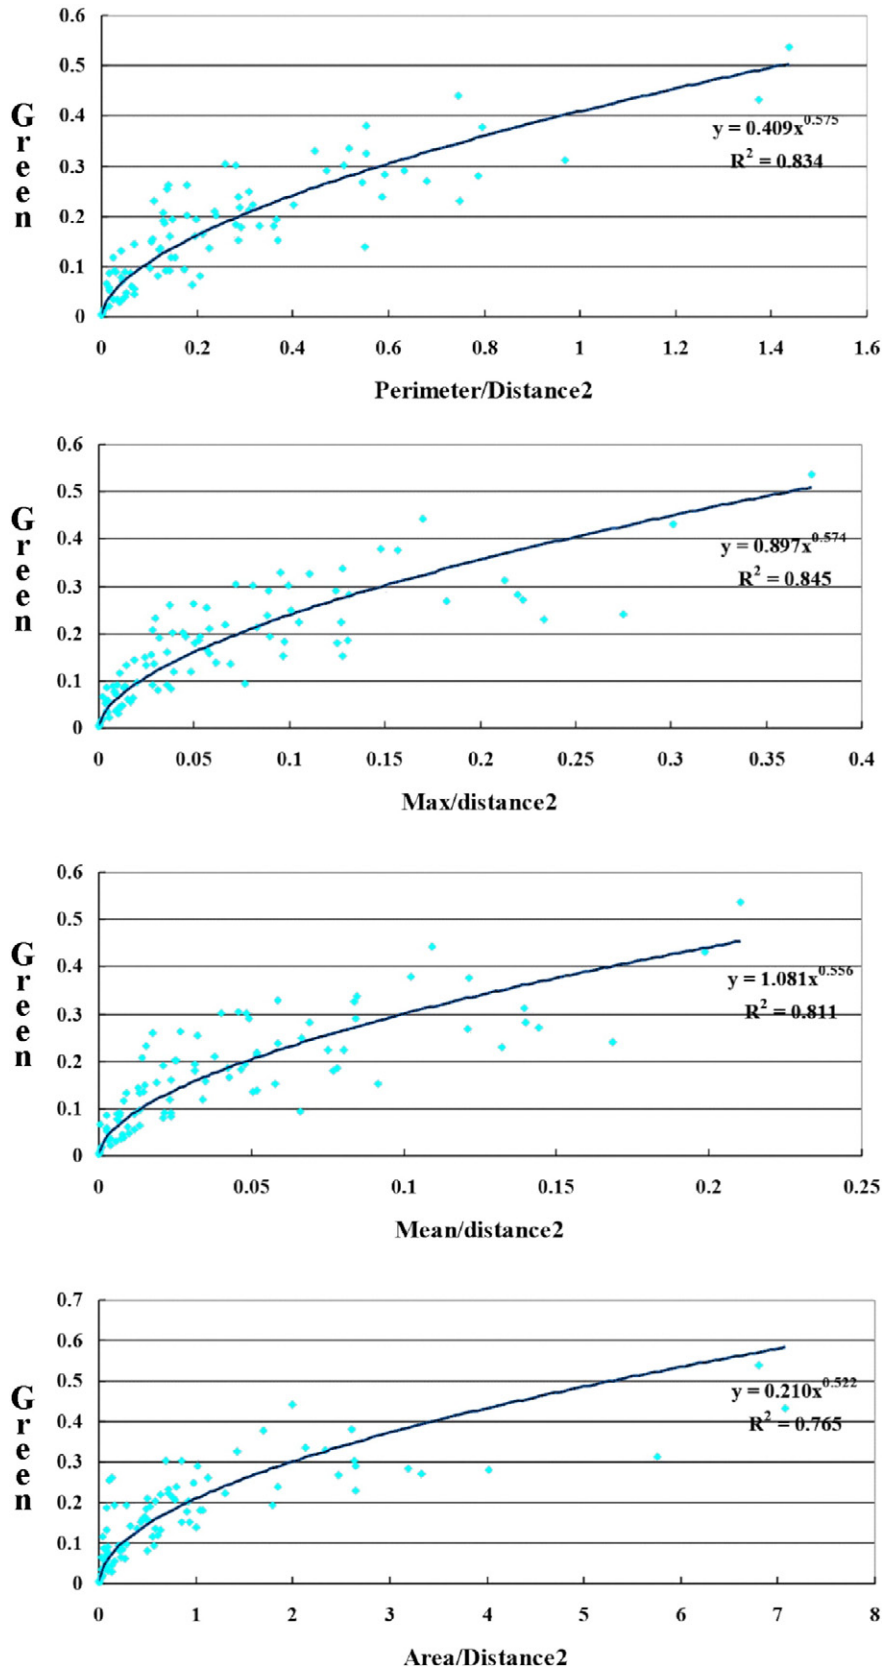 0.6
0.5
0.4
0.3
0.2
0.1
0
Green
y = 0.409x^0.575
R^2 = 0.834
0 0.2 0.4 0.6 0.8 1 1.2 1.4 1.6
Perimeter/Distance2
0.6
0.5
0.4
0.3
0.2
0.1
0
Green
y = 0.897x^0.574
R^2 = 0.845
0 0.05 0.1 0.15 0.2 0.25 0.3 0.35 0.4
Max/distance2
0.6
0.5
0.4
0.3
0.2
0.1
0
Green
y = 1.081x^0.556
R^2 = 0.811
0 0.05 0.1 0.15 0.2 0.25
Mean/distance2
0.7
0.6
0.5
0.4
0.3
0.2
0.1
0
Green
y = 0.210x^0.522
R^2 = 0.765
0 1 2 3 4 5 6 7 8
Area/Distance2